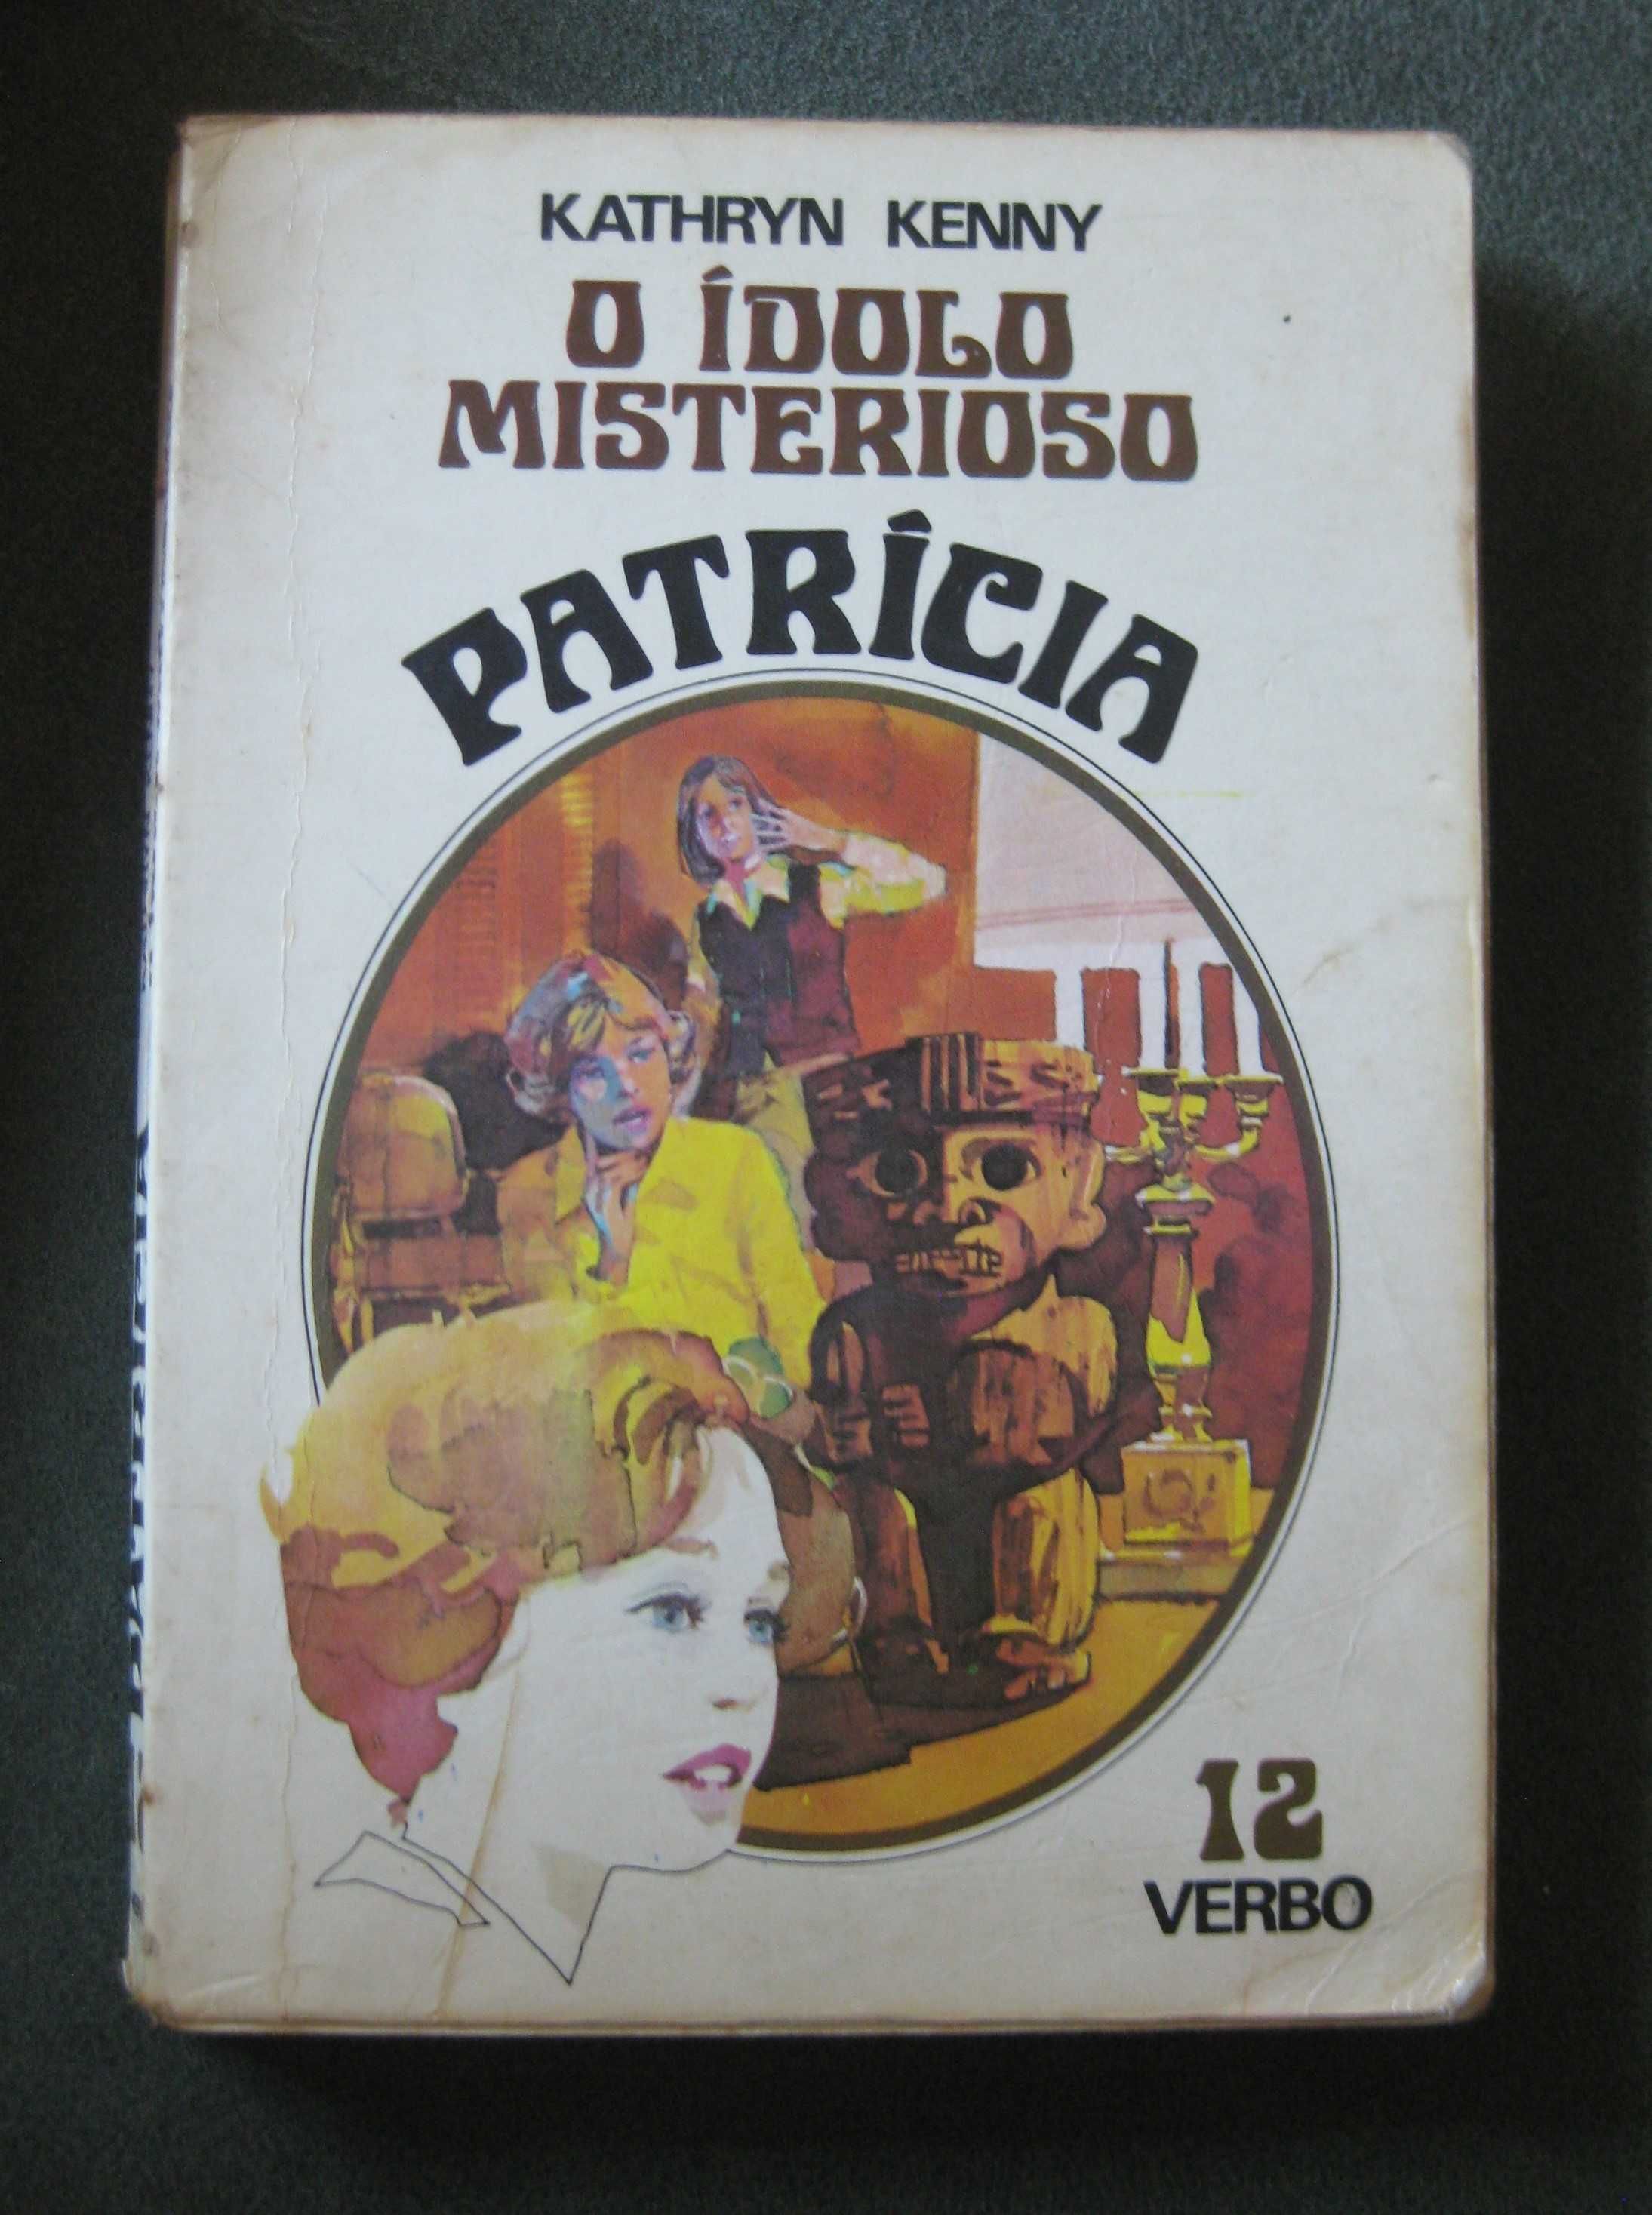 KATHRYN KENNY
O ÍDOLO
MISTERIOSO
PATRÍCIA
12
VERBO